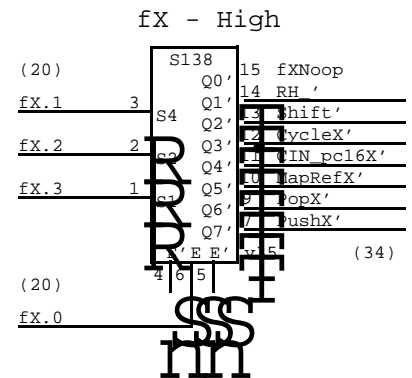 fX - High
S138
(20)
Q0' 15 fXNoop
14 RH_'
fX.1 3 S4 Q1'
13 Shift'
Q2'
fX.2 2 12 CycleX'
Q3'
11 CIN_pc16X'
Q4'
fX.3 1 10 MapRefX'
Q5'
9 PopX'
Q6'
7 PushX'
Q7'
E E'
(34)
4 6 5
(20)
fX.0